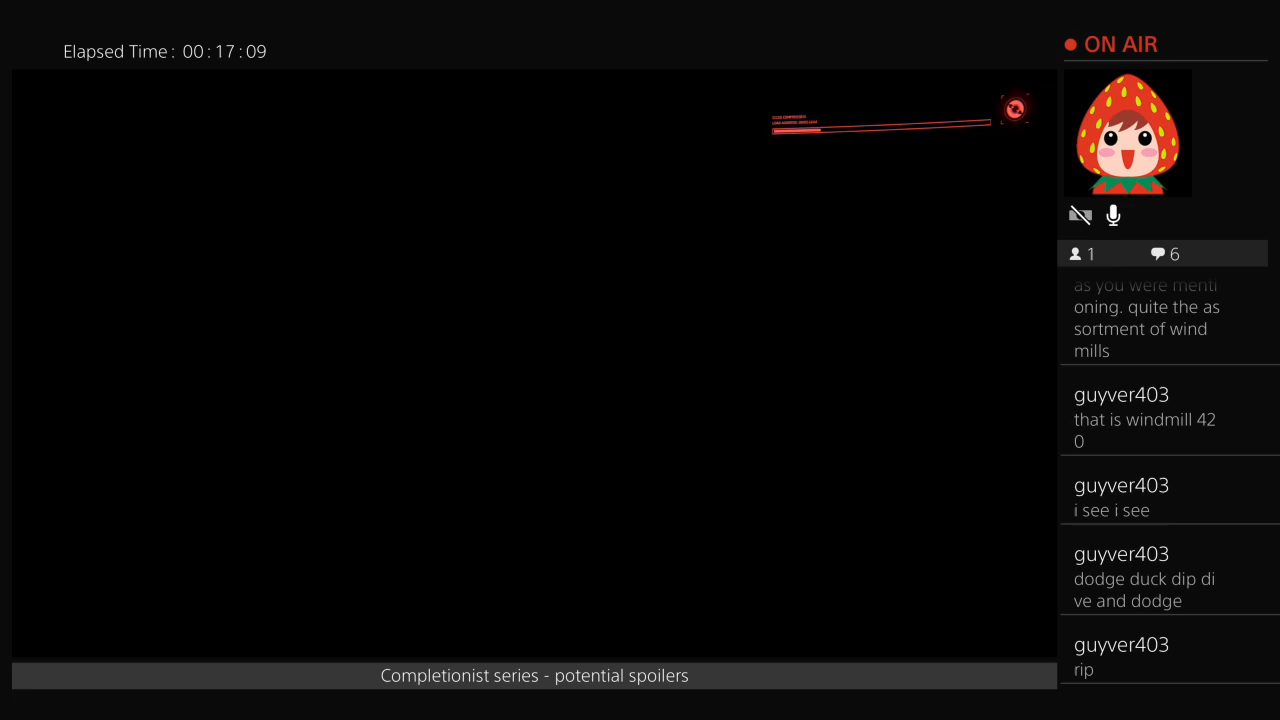 Elapsed Time : 00 : 17 : 09
ON AIR
1
6
as you were menti
oning. quite the as
sortment of wind
mills
guyver403
that is windmill 42
0
guyver403
i see i see
guyver403
dodge duck dip di
ve and dodge
guyver403
rip
Completionist series - potential spoilers